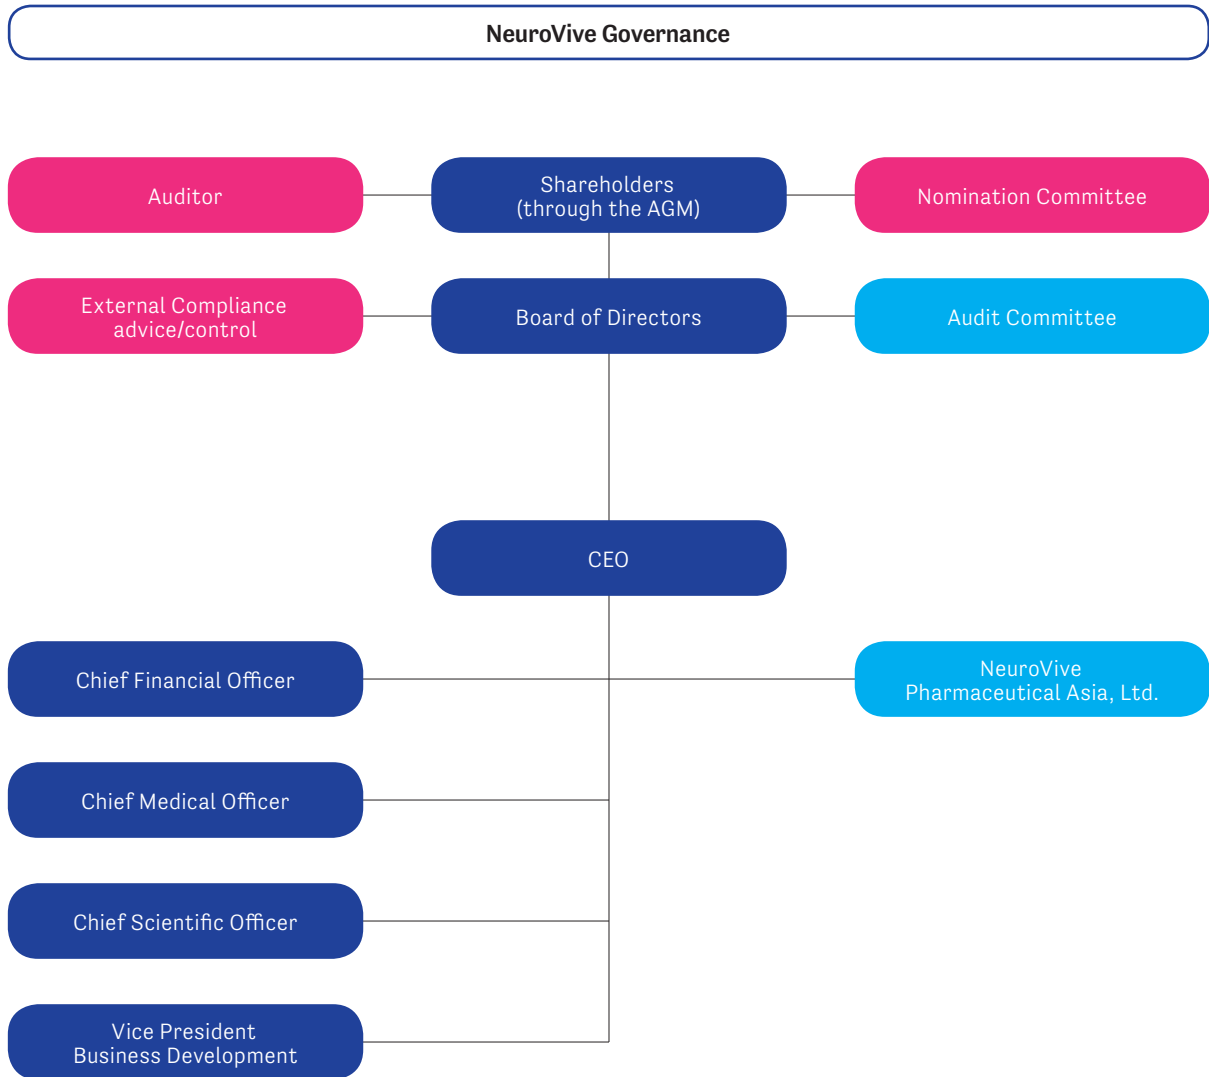 NeuroVive Governance
Auditor
Shareholders
(through the AGM)
Nomination Committee
External Compliance
advice/control
Board of Directors
Audit Committee
CEO
Chief Financial Officer
NeuroVive
Pharmaceutical Asia, Ltd.
Chief Medical Officer
Chief Scientific Officer
Vice President
Business Development